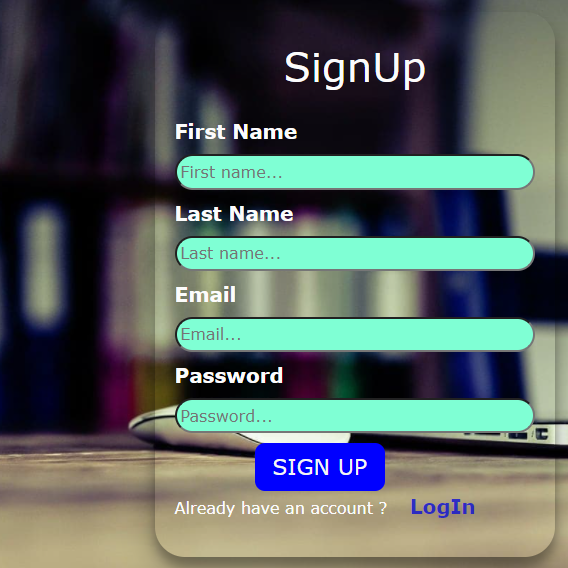 SignUp
First Name
First name...
Last Name
Last name...
Email
Email...
Password
Password...
SIGN UP
Already have an account ? LogIn